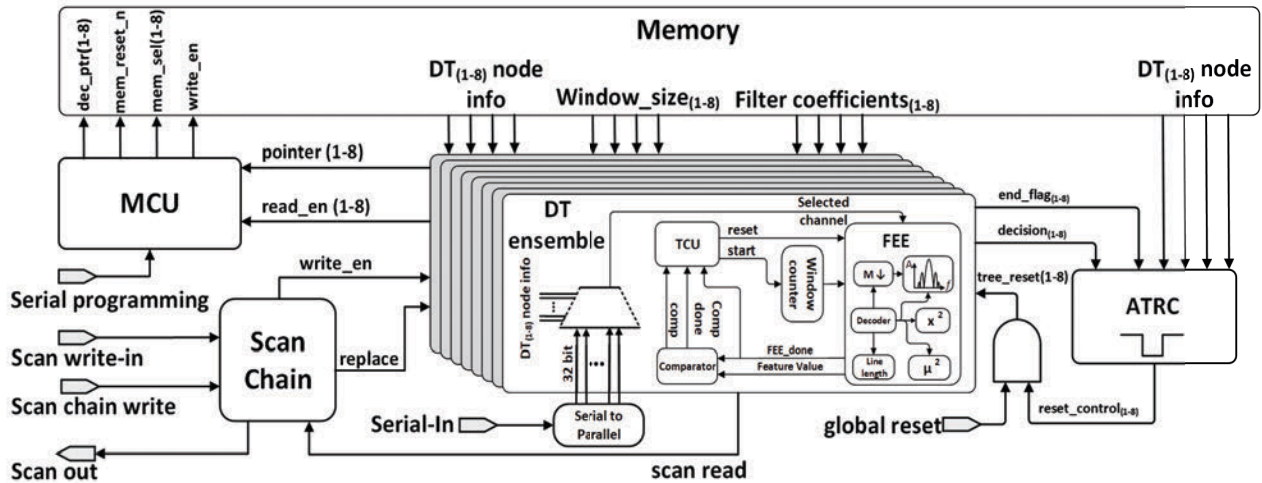 Memory
dec_ptr(1-8)
mem_reset_n
mem_sel(1-8)
write_en
DT(1-8) node
info
Window_size(1-8)
Filter coefficients(1-8)
DT(1-8) node
info
MCU
pointer (1-8)
read_en (1-8)
Serial programming
write_en
Scan write-in
Scan chain write
Scan out
Scan
Chain
replace
scan read
DT
ensemble
DT(1-8) node info
32 bit
Serial-In
Serial to
Parallel
Selected
channel
TCU
reset
start
Window
counter
comp
Comp
done
Comparator
FEE_done
Feature Value
FEE
M↓
A
f
Decoder
x²
Line
length
μ²
end_flag(1-8)
decision(1-8)
tree_reset(1-8)
ATRC
global reset
reset_control(1-8)